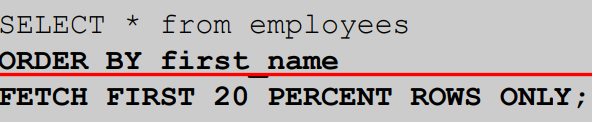 SELECT * from employees
ORDER BY first_name
FETCH FIRST 20 PERCENT ROWS ONLY;